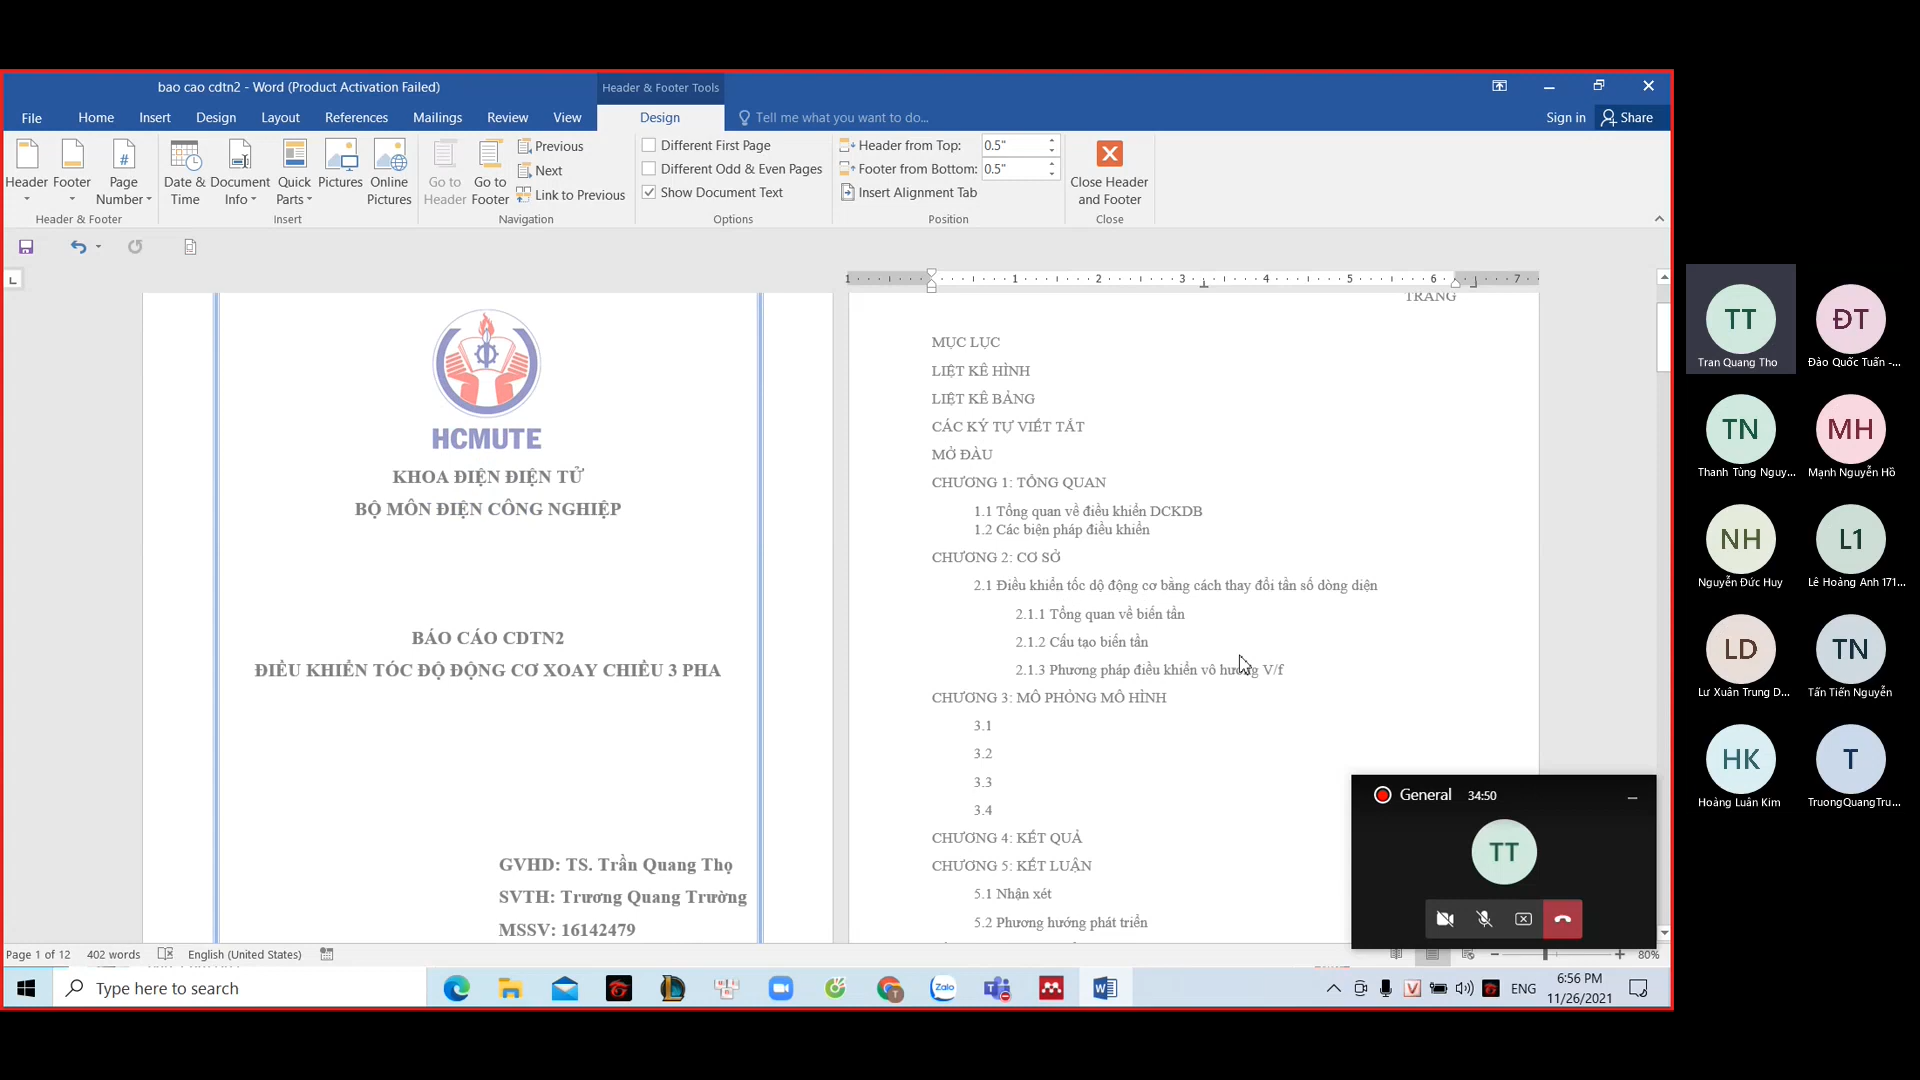 bao cao cdtn2 - Word (Product Activation Failed)
Header & Footer Tools
File
Home
Insert
Design
Layout
References
Mailings
Review
View
Design
Tell me what you want to do...
Sign in
Share
Header
Footer
Page Number
Header & Footer
Date & Time
Document Info
Quick Parts
Pictures
Online Pictures
Insert
Go to Header
Go to Footer
Previous
Next
Link to Previous
Navigation
Different First Page
Different Odd & Even Pages
Show Document Text
Options
Header from Top: 0.5"
Footer from Bottom: 0.5"
Insert Alignment Tab
Position
Close Header and Footer
Close
1 1 2 3 4 5 6 7
HCMUTE
KHOA ĐIỆN ĐIỆN TỬ
BỘ MÔN ĐIỆN CÔNG NGHIỆP
BÁO CÁO CDTN2
ĐIỀU KHIỂN TỐC ĐỘ ĐỘNG CƠ XOAY CHIỀU 3 PHA
GVHD: TS. Trần Quang Thọ
SVTH: Trương Quang Trường
MSSV: 16142479
TRANG
MỤC LỤC
LIỆT KÊ HÌNH
LIỆT KÊ BẢNG
CÁC KÝ TỰ VIẾT TẮT
MỞ ĐẦU
CHƯƠNG 1: TỔNG QUAN
1.1 Tổng quan về điều khiển DCKDB
1.2 Các biện pháp điều khiển
CHƯƠNG 2: CƠ SỞ
2.1 Điều khiển tốc dộ động cơ bằng cách thay đổi tần số dòng diện
2.1.1 Tổng quan về biến tần
2.1.2 Cấu tạo biến tần
2.1.3 Phương pháp điều khiển vô hướng V/f
CHƯƠNG 3: MÔ PHỎNG MÔ HÌNH
3.1
3.2
3.3
3.4
CHƯƠNG 4: KẾT QUẢ
CHƯƠNG 5: KẾT LUẬN
5.1 Nhận xét
5.2 Phương hướng phát triển
General 34:50
TT
Page 1 of 12
402 words
English (United States)
80%
Type here to search
Zalo
ENG
6:56 PM
11/26/2021
TT
Tran Quang Tho
ĐT
Đào Quốc Tuấn -...
TN
Thanh Tùng Nguy...
MH
Mạnh Nguyễn Hồ
NH
Nguyễn Đức Huy
L1
Lê Hoàng Anh 171...
LD
Lư Xuân Trung D...
TN
Tấn Tiến Nguyễn
HK
Hoàng Luân Kim
T
TruongQuangTru...